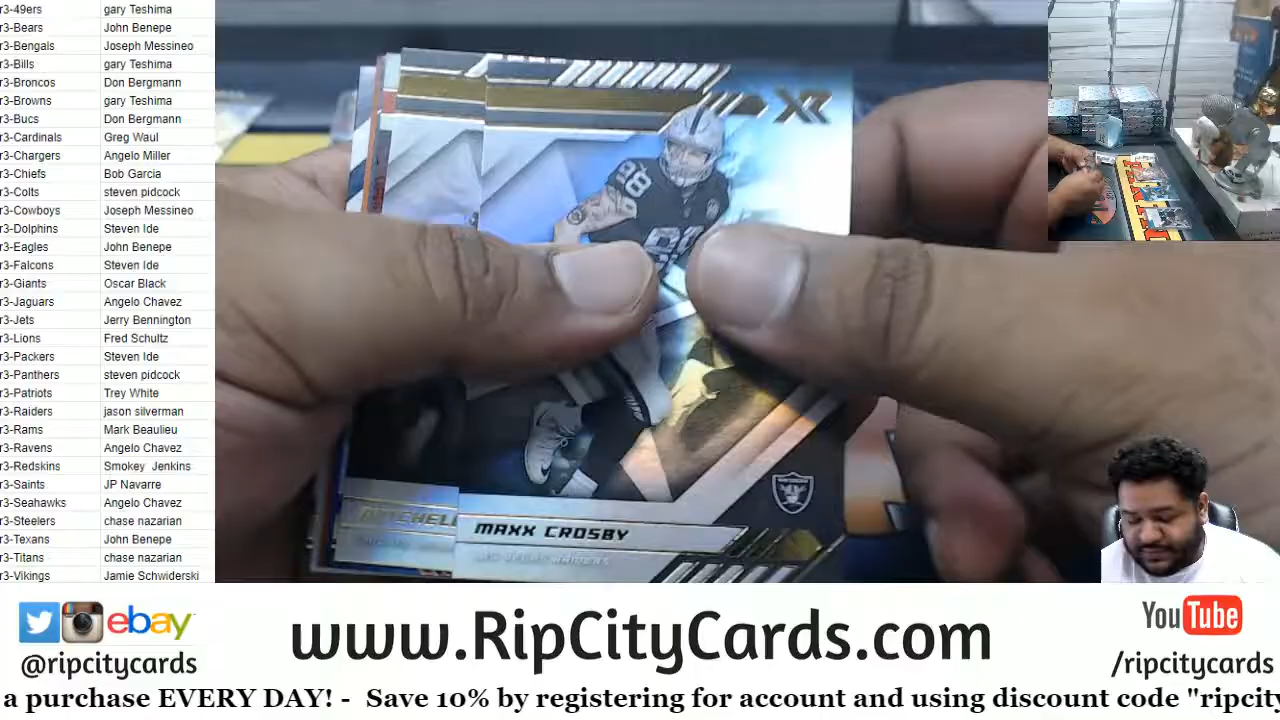 r3-49ers gary Teshima
r3-Bears John Benepe
r3-Bengals Joseph Messineo
r3-Bills gary Teshima
r3-Broncos Don Bergmann
r3-Browns gary Teshima
r3-Bucs Don Bergmann
r3-Cardinals Greg Waul
r3-Chargers Angelo Miller
r3-Chiefs Bob Garcia
r3-Colts steven pidcock
r3-Cowboys Joseph Messineo
r3-Dolphins Steven Ide
r3-Eagles John Benepe
r3-Falcons Steven Ide
r3-Giants Oscar Black
r3-Jaguars Angelo Chavez
r3-Jets Jerry Bennington
r3-Lions Fred Schultz
r3-Packers Steven Ide
r3-Panthers steven pidcock
r3-Patriots Trey White
r3-Raiders jason silverman
r3-Rams Mark Beaulieu
r3-Ravens Angelo Chavez
r3-Redskins Smokey Jenkins
r3-Saints JP Navarre
r3-Seahawks Angelo Chavez
r3-Steelers chase nazarian
r3-Texans John Benepe
r3-Titans chase nazarian
r3-Vikings Jamie Schwiderski
XR
98
MITCHELL
MAXX CROSBY
LAS VEGAS RAIDERS
ebay
@ripcitycards
www.RipCityCards.com
YouTube
/ripcitycards
a purchase EVERY DAY! - Save 10% by registering for account and using discount code "ripcity